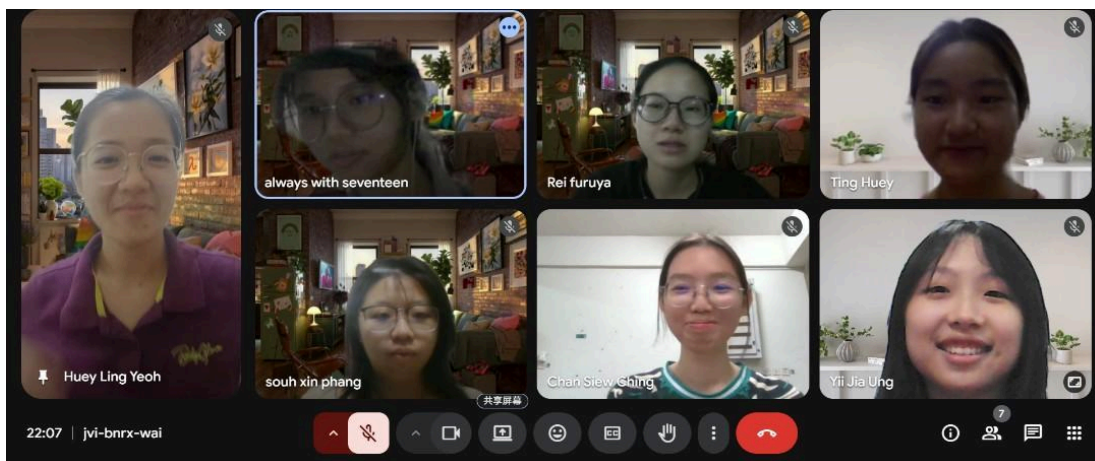 always with seventeen
Rei furuya
Ting Huey
Huey Ling Yeoh
souh xin phang
Chan Siew Ching
Yii Jia Ung
共享屏幕
7
22:07 | jvi-bnrx-wai
CC